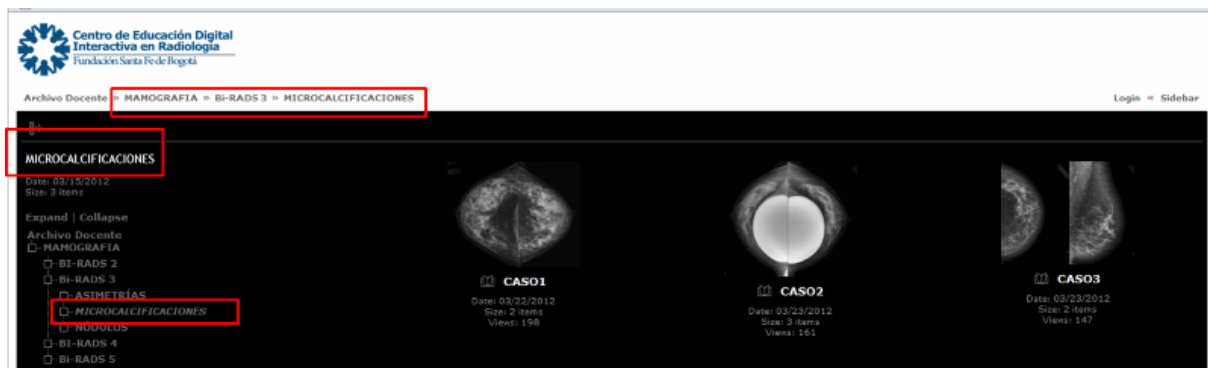 Centro de Educación Digital
Interactiva en Radiología
Fundación Santa Fe de Bogotá
Archivo Docente » MAMOGRAFIA » Bi-RADS 3 » MICROCALCIFICACIONES
Login « Sidebar
MICROCALCIFICACIONES
Date: 03/15/2012
Size: 3 items
Expand | Collapse
Archivo Docente
MAMOGRAFIA
BI-RADS 2
Bi-RADS 3
ASIMETRÍAS
MICROCALCIFICACIONES
NÓDULOS
BI-RADS 4
Bi-RADS 5
CASO1
Date: 03/22/2012
Size: 2 items
Views: 198
CASO2
Date: 03/23/2012
Size: 3 items
Views: 161
CASO3
Date: 03/23/2012
Size: 2 items
Views: 147